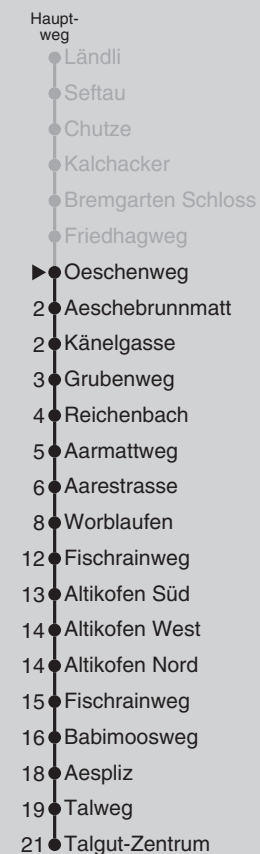 Haupt-
weg
Ländli
Seftau
Chutze
Kalchacker
Bremgarten Schloss
Friedhagweg
Oeschenweg
2 Aeschebrunnmatt
2 Känelgasse
3 Grubenweg
4 Reichenbach
5 Aarmattweg
6 Aarestrasse
8 Worblaufen
12 Fischrainweg
13 Altikofen Süd
14 Altikofen West
14 Altikofen Nord
15 Fischrainweg
16 Babimoosweg
18 Aespliz
19 Talweg
21 Talgut-Zentrum